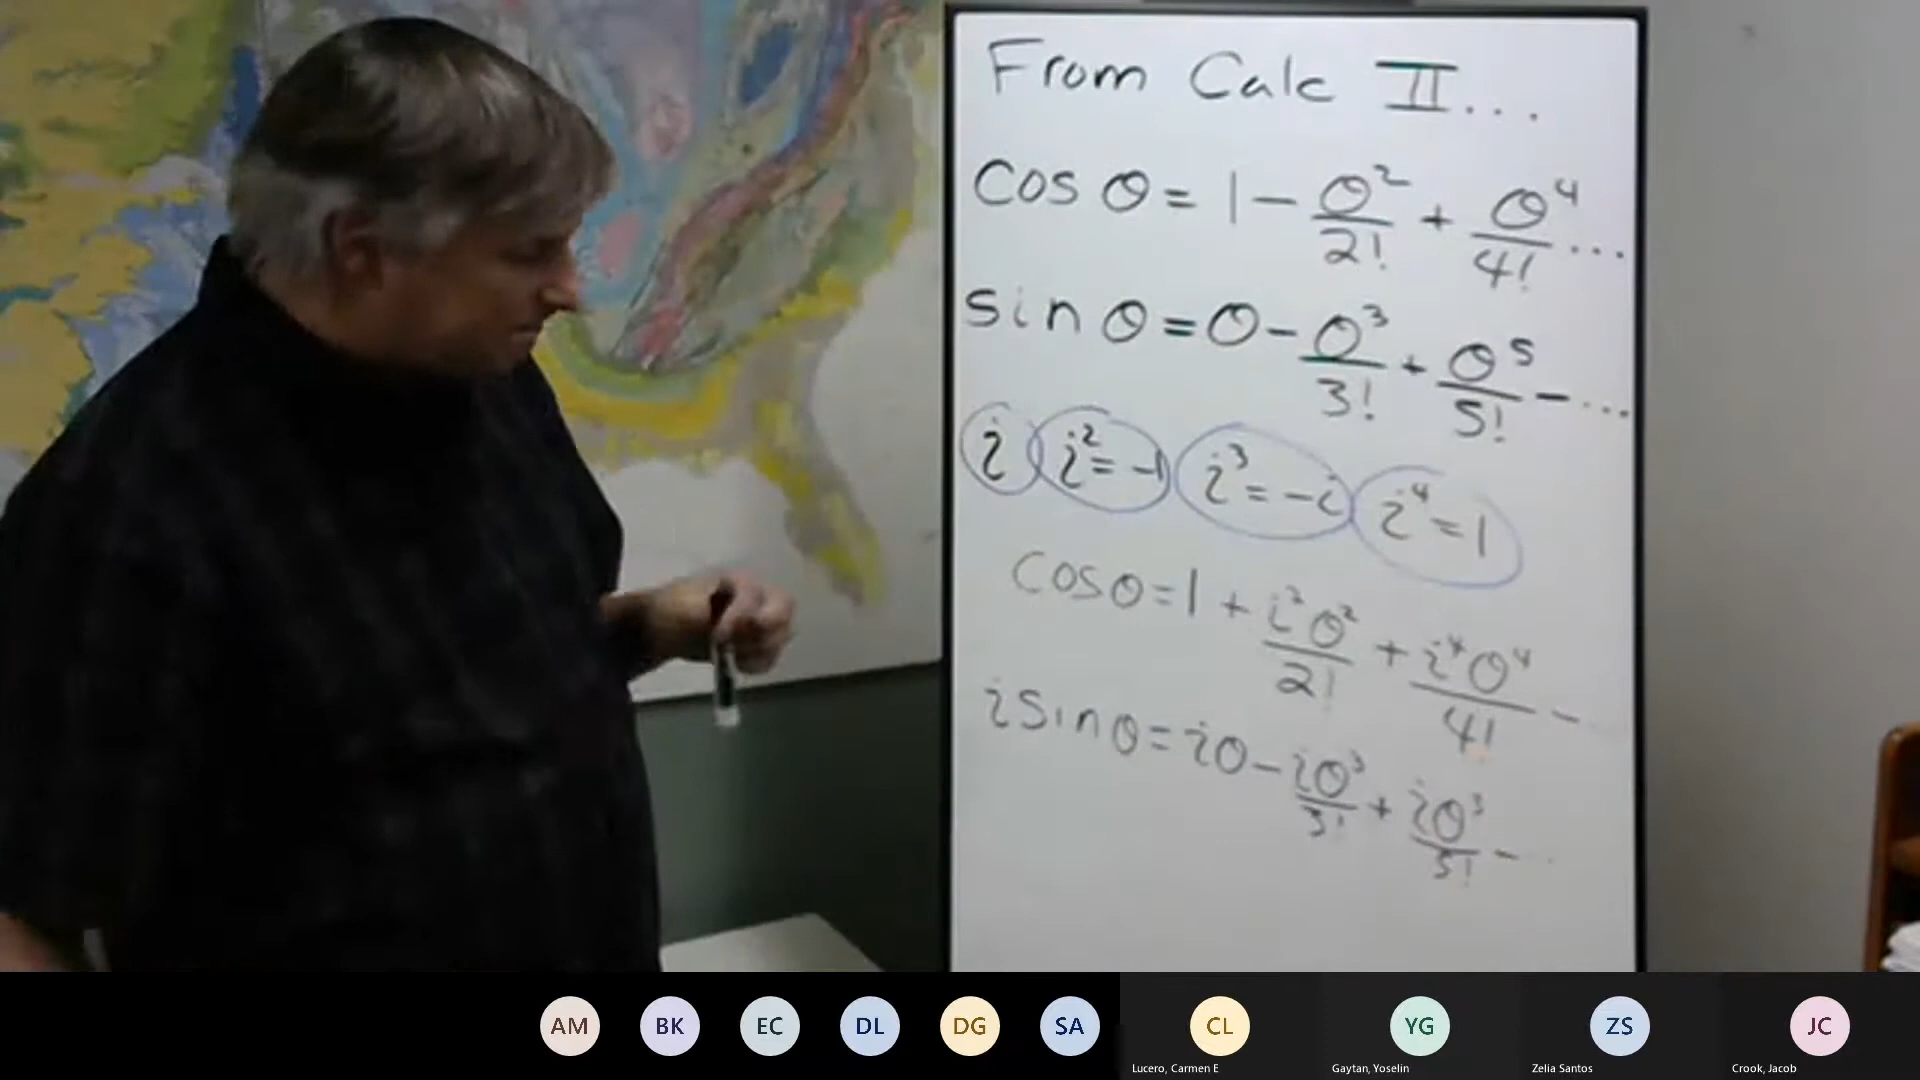 From Calc II...
cos θ = 1 - θ²/2! + θ⁴/4! ...
sin θ = θ - θ³/3! + θ⁵/5! - ...
i i² = -1 i³ = -i i⁴ = 1
cos θ = 1 + i²θ²/2! + i⁴θ⁴/4! - ...
i sin θ = iθ - iθ³/3! + iθ³/5! - ...
AM BK EC DL DG SA CL YG ZS JC
Lucero, Carmen E Gaytan, Yoselin Zelia Santos Crook, Jacob